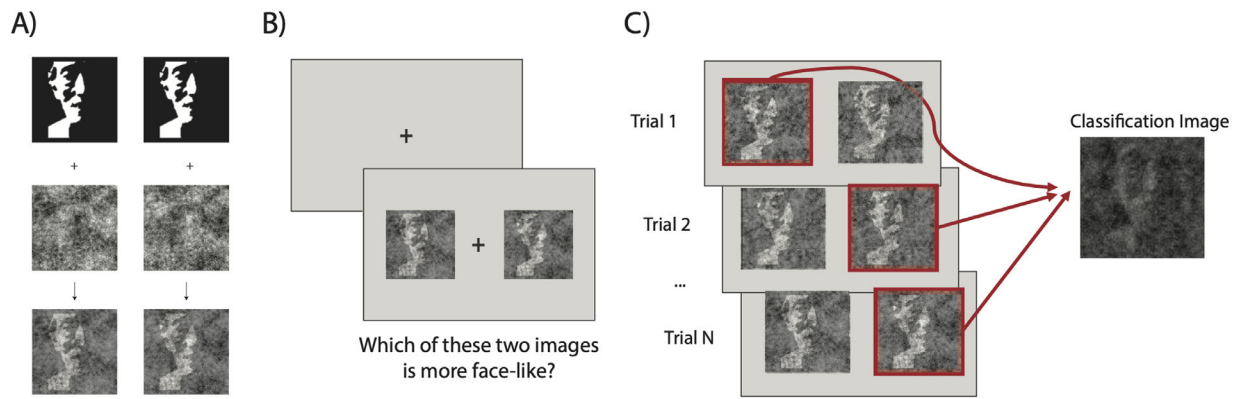 A)
B)
C)
+
+
+
+
Which of these two images
is more face-like?
Trial 1
Trial 2
...
Trial N
Classification Image